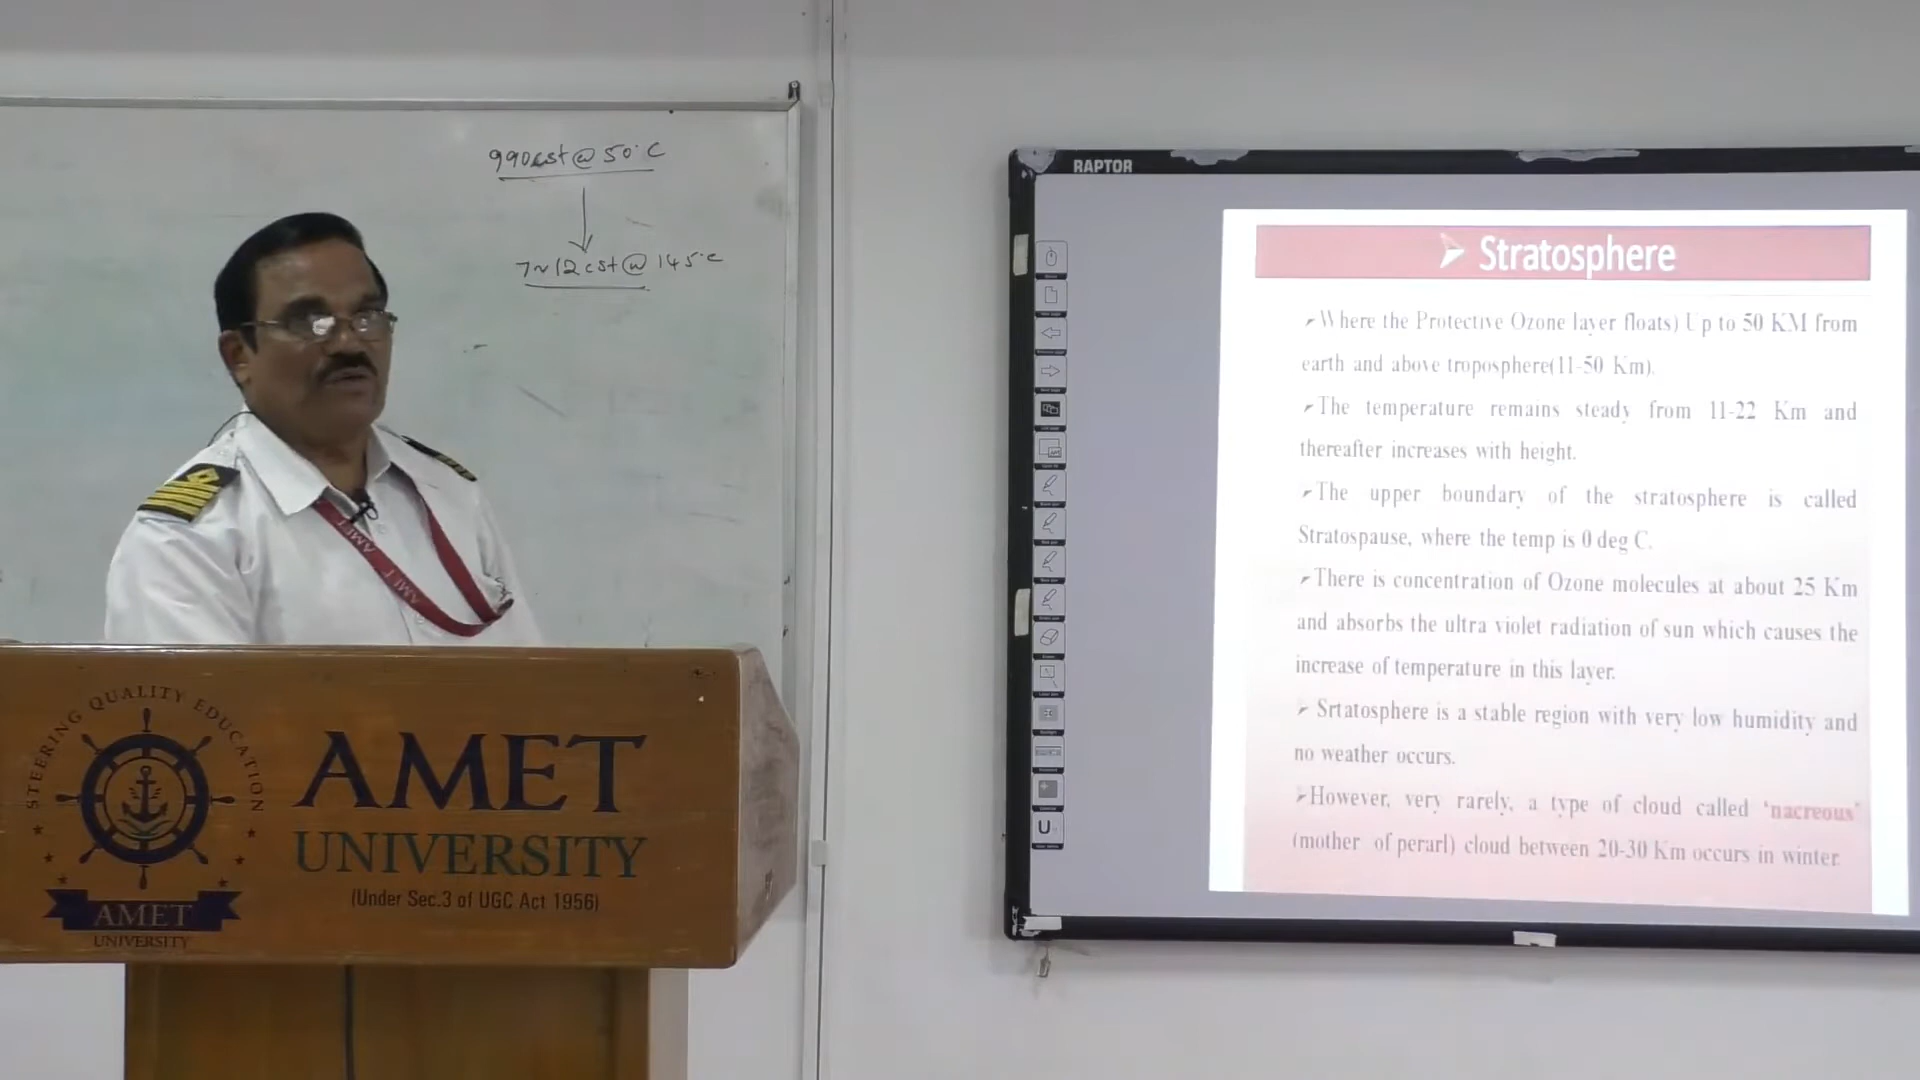 990cst@50°C
7~12cst@145°C
RAPTOR
Stratosphere
Where the Protective Ozone layer floats) Up to 50 KM from
earth and above troposphere(11-50 Km).
The temperature remains steady from 11-22 Km and
thereafter increases with height.
The upper boundary of the stratosphere is called
Stratospause, where the temp is 0 deg C.
There is concentration of Ozone molecules at about 25 Km
and absorbs the ultra violet radiation of sun which causes the
increase of temperature in this layer.
Srtatosphere is a stable region with very low humidity and
no weather occurs.
However, very rarely, a type of cloud called 'nacreous'
(mother of perarl) cloud between 20-30 Km occurs in winter.
U
AMET
AMET
STEERING QUALITY EDUCATION
AMET
UNIVERSITY
AMET
UNIVERSITY
(Under Sec.3 of UGC Act 1956)